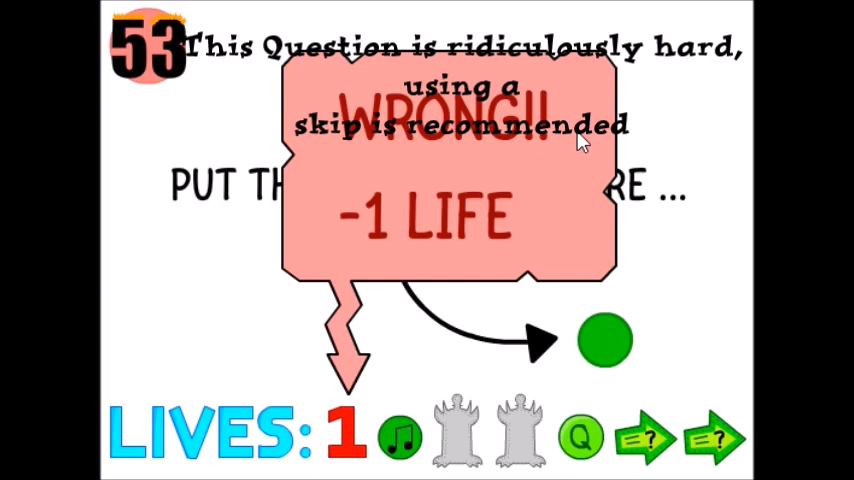 53
This Question is ridiculously hard,
using a
skip is recommended
WRONG!!
PUT TH RE ...
-1 LIFE
LIVES: 1
Q
=?
=?